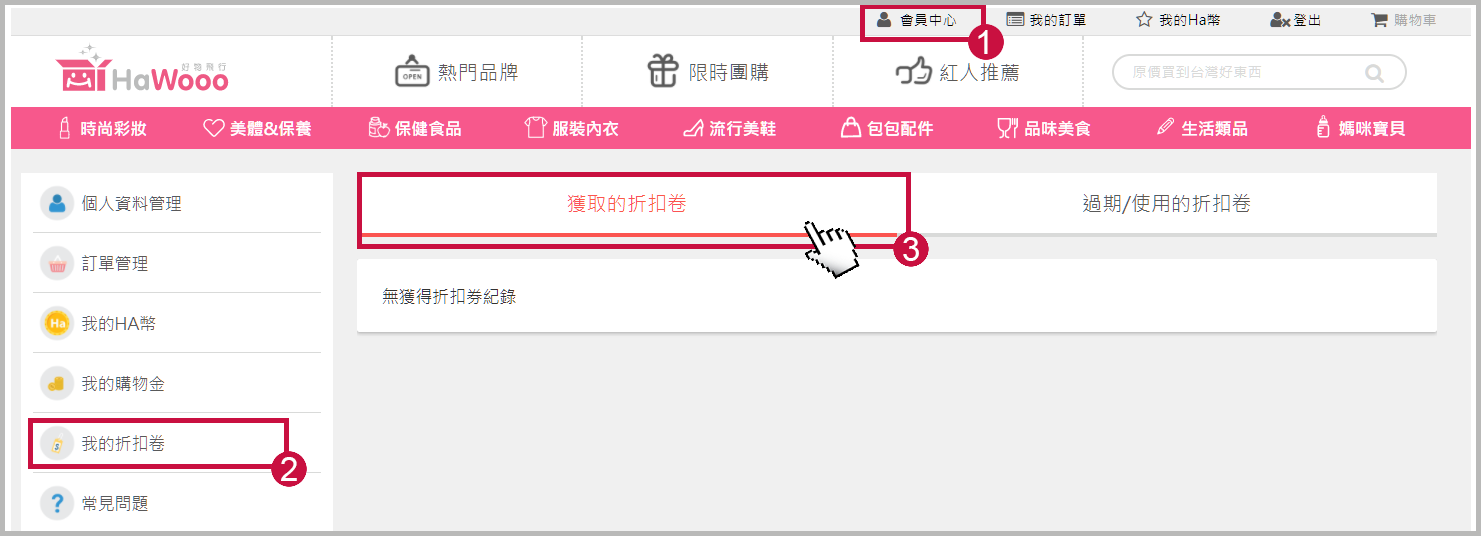 會員中心 我的訂單 我的Ha幣 登出 購物車
1
好物飛行
HaWooo
OPEN 熱門品牌 限時團購 紅人推薦 原價買到台灣好東西
時尚彩妝 美體&保養 保健食品 服裝內衣 流行美鞋 包包配件 品味美食 生活類品 媽咪寶貝
個人資料管理
訂單管理
Ha 我的HA幣
我的購物金
我的折扣卷
2
? 常見問題
獲取的折扣卷 過期/使用的折扣卷
3
無獲得折扣券紀錄